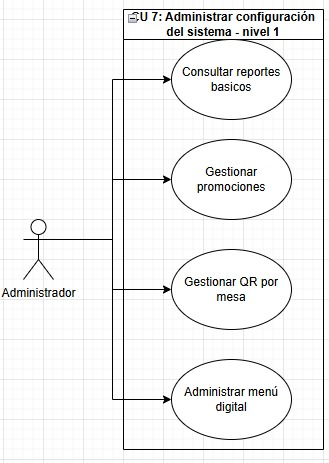 CU 7: Administrar configuración
del sistema - nivel 1
Consultar reportes
basicos
Gestionar
promociones
Administrador
Gestionar QR por
mesa
Administrar menú
digital